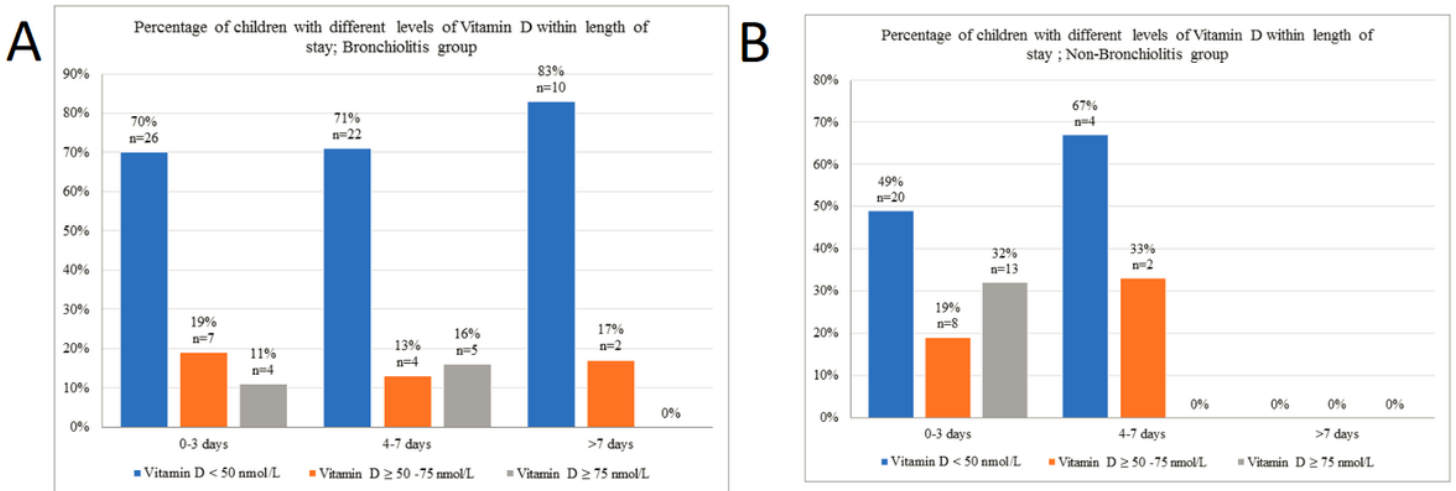 A
Percentage of children with different levels of Vitamin D within length of
stay; Bronchiolitis group
90%
80%
70%
60%
50%
40%
30%
20%
10%
0%
70%
n=26
19%
n=7
11%
n=4
71%
n=22
13%
n=4
16%
n=5
83%
n=10
17%
n=2
0%
0-3 days
4-7 days
>7 days
Vitamin D < 50 nmol/L
Vitamin D ≥ 50 -75 nmol/L
Vitamin D ≥ 75 nmol/L
B
Percentage of children with different levels of Vitamin D within length of
stay ; Non-Bronchiolitis group
80%
70%
60%
50%
40%
30%
20%
10%
0%
49%
n=20
19%
n=8
32%
n=13
67%
n=4
33%
n=2
0%
0%
0%
0%
0-3 days
4-7 days
>7 days
Vitamin D < 50 nmol/L
Vitamin D ≥ 50 -75 nmol/L
Vitamin D ≥ 75 nmol/L